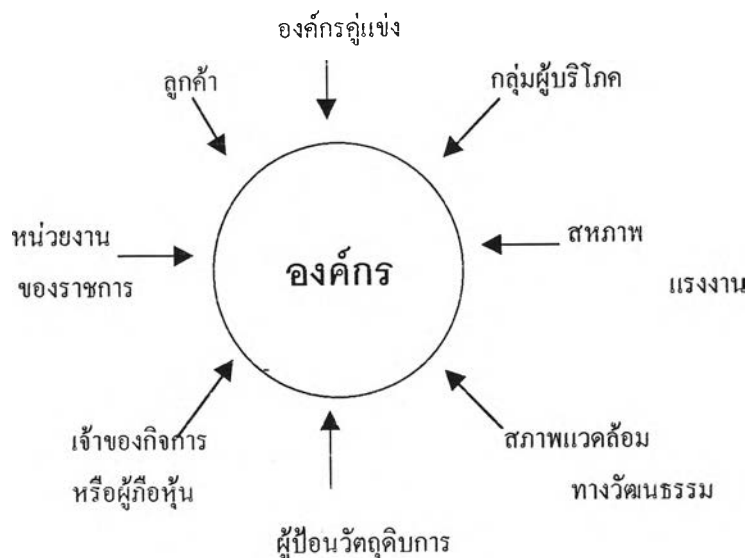 องค์กรคู่แข่ง
ลูกค้า
กลุ่มผู้บริโภค
หน่วยงาน
ของราชการ
องค์กร
สหภาพ
แรงงาน
เจ้าของกิจการ
หรือผู้ภือหุ้น
สภาพแวดล้อม
ทางวัฒนธรรม
ผู้ป้อนวัตถุดิบการ